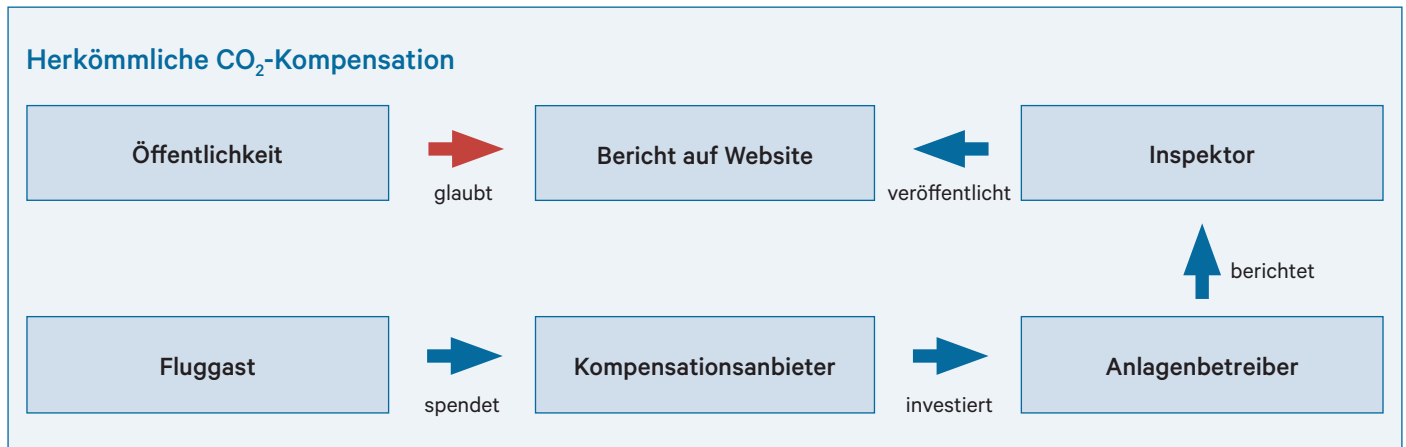 Herkömmliche CO₂-Kompensation
Öffentlichkeit
glaubt
Bericht auf Website
veröffentlicht
Inspektor
berichtet
Fluggast
spendet
Kompensationsanbieter
investiert
Anlagenbetreiber